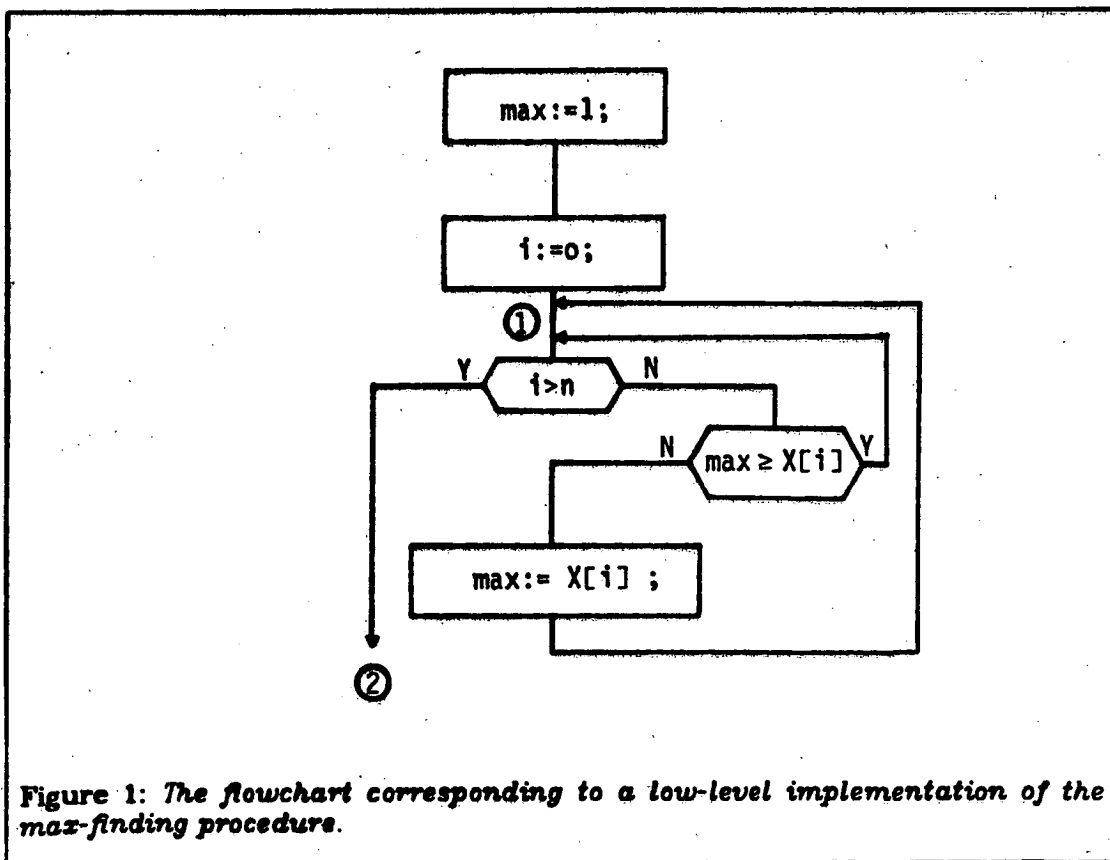 max:=1;
i:=o;
①
Y
i>n
N
N
max ≥ X[i]
Y
max:= X[i] ;
②
Figure 1: The flowchart corresponding to a low-level implementation of the
max-finding procedure.